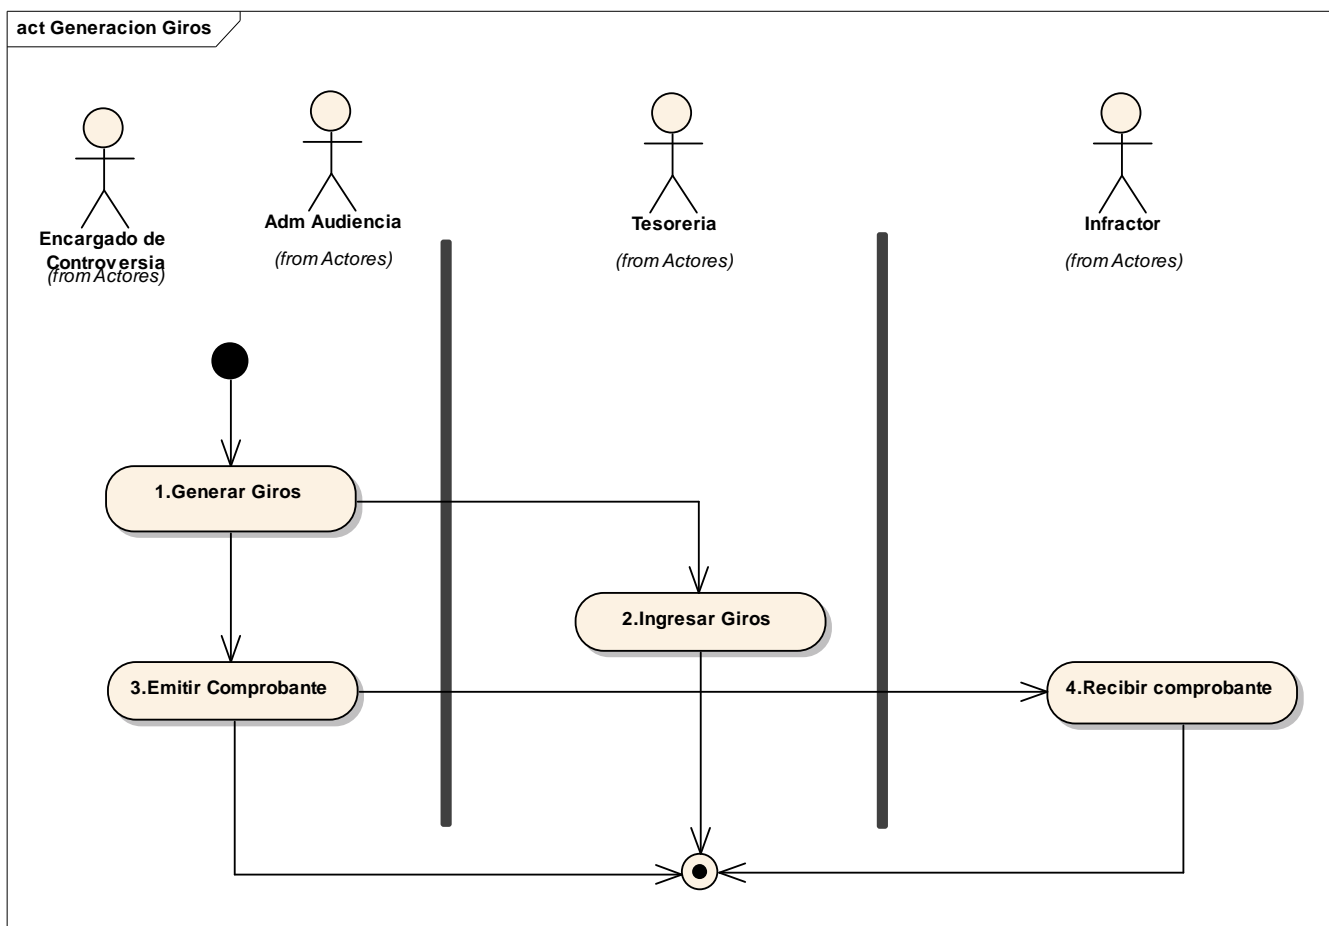 act Generacion Giros
Encargado de
Controversia
(from Actores)
Adm Audiencia
(from Actores)
Tesoreria
(from Actores)
Infractor
(from Actores)
1.Generar Giros
2.Ingresar Giros
3.Emitir Comprobante
4.Recibir comprobante